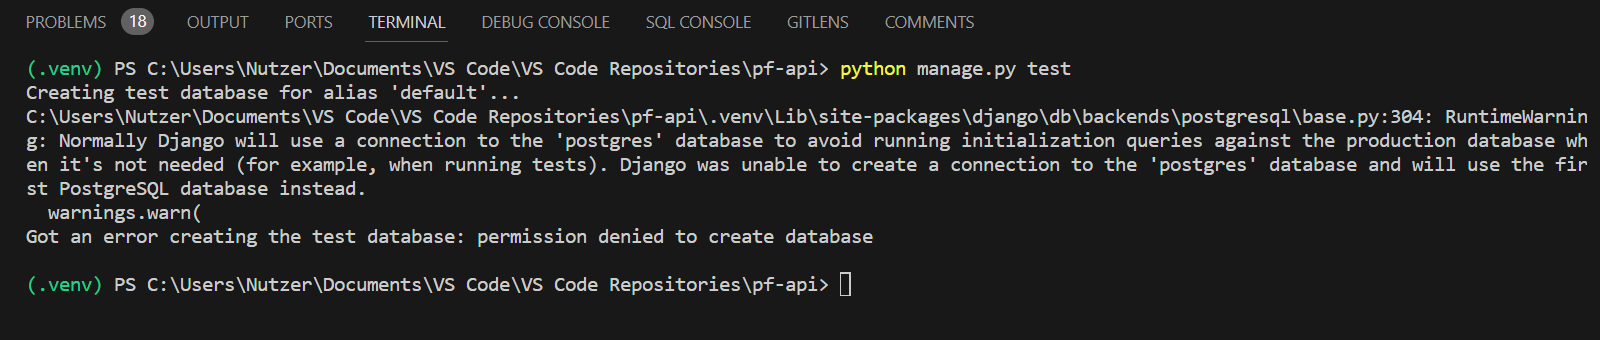 PROBLEMS 18 OUTPUT PORTS TERMINAL DEBUG CONSOLE SQL CONSOLE GITLENS COMMENTS
(.venv) PS C:\Users\Nutzer\Documents\VS Code\VS Code Repositories\pf-api> python manage.py test
Creating test database for alias 'default'...
C:\Users\Nutzer\Documents\VS Code\VS Code Repositories\pf-api\.venv\Lib\site-packages\django\db\backends\postgresql\base.py:304: RuntimeWarnin
g: Normally Django will use a connection to the 'postgres' database to avoid running initialization queries against the production database wh
en it's not needed (for example, when running tests). Django was unable to create a connection to the 'postgres' database and will use the fir
st PostgreSQL database instead.
  warnings.warn(
Got an error creating the test database: permission denied to create database
(.venv) PS C:\Users\Nutzer\Documents\VS Code\VS Code Repositories\pf-api>